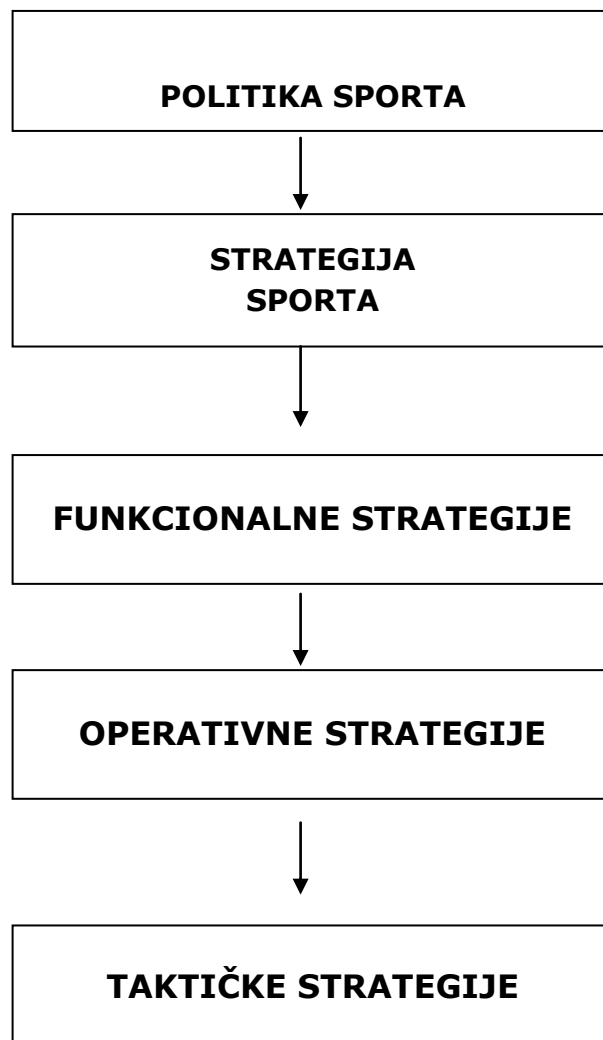 POLITIKA SPORTA
STRATEGIJA
SPORTA
FUNKCIONALNE STRATEGIJE
OPERATIVNE STRATEGIJE
TAKTIČKE STRATEGIJE